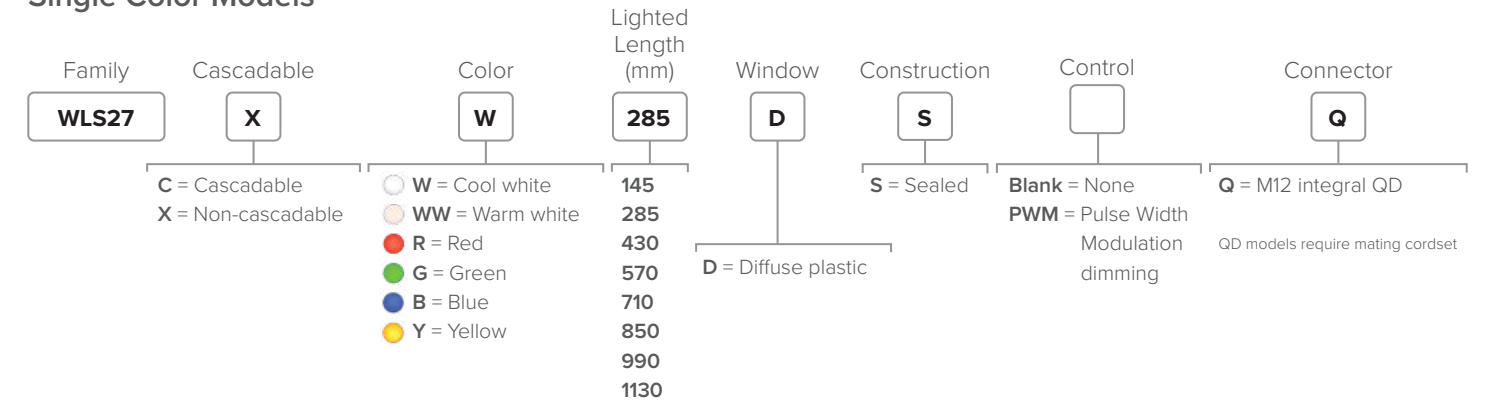 Single Color Models
Family
WLS27
Cascadable
X
C = Cascadable
X = Non-cascadable
Color
W
W = Cool white
WW = Warm white
R = Red
G = Green
B = Blue
Y = Yellow
Lighted
Length
(mm)
285
145
285
430
570
710
850
990
1130
Window
D
D = Diffuse plastic
Construction
S
S = Sealed
Control
Blank = None
PWM = Pulse Width
Modulation
dimming
Connector
Q
Q = M12 integral QD
QD models require mating cordset